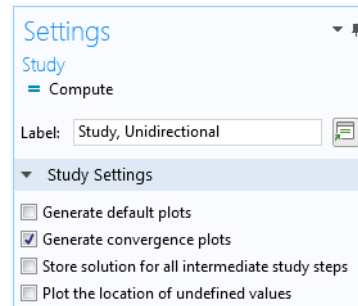 Settings
Study
= Compute
Label: Study, Unidirectional
Study Settings
Generate default plots
Generate convergence plots
Store solution for all intermediate study steps
Plot the location of undefined values